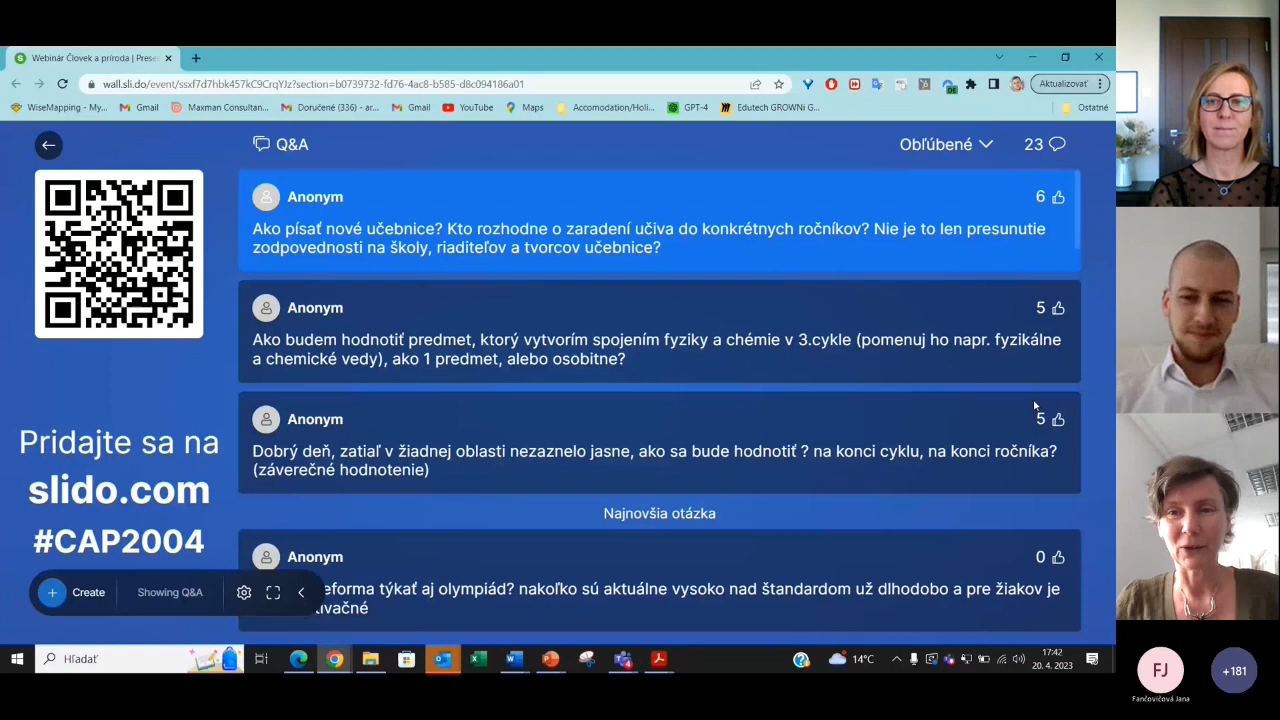 Webinár Človek a príroda | Prese
wall.sli.do/event/ssxf7d7hbk457kC9CrqYJz?section=b0739732-fd76-4ac8-b585-d8c094186a01
Aktualizovať
WiseMapping - My...
Gmail
Maxman Consultan...
Doručené (336) - ar...
Gmail
YouTube
Maps
Accomodation/Holi...
GPT-4
Edutech GROWNi G...
Ostatné
Q&A
Obľúbené
23
Anonym
6
Ako písať nové učebnice? Kto rozhodne o zaradení učiva do konkrétnych ročníkov? Nie je to len presunutie
zodpovednosti na školy, riaditeľov a tvorcov učebnice?
Anonym
5
Ako budem hodnotiť predmet, ktorý vytvorím spojením fyziky a chémie v 3.cykle (pomenuj ho napr. fyzikálne
a chemické vedy), ako 1 predmet, alebo osobitne?
Anonym
5
Dobrý deň, zatiaľ v žiadnej oblasti nezaznelo jasne, ako sa bude hodnotiť ? na konci cyklu, na konci ročníka?
(záverečné hodnotenie)
Pridajte sa na
slido.com
#CAP2004
Najnovšia otázka
Anonym
0
eforma týkať aj olympiád? nakoľko sú aktuálne vysoko nad štandardom už dlhodobo a pre žiakov je
ivačné
Create
Showing Q&A
Hľadať
14°C
17:42
20. 4. 2023
FJ
Fančovičová Jana
+181